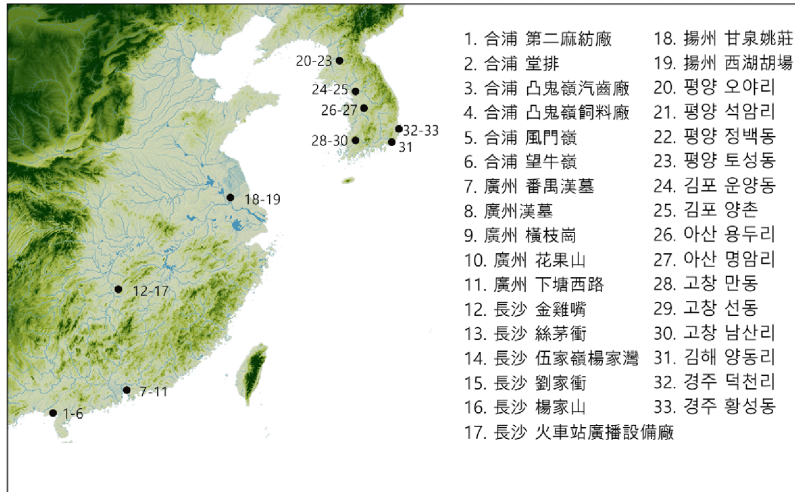 20-23
24-25
26-27
28-30
32-33
31
18-19
12-17
7-11
1-6
1. 合浦 第二麻紡廠
2. 合浦 堂排
3. 合浦 凸鬼嶺汽齒廠
4. 合浦 凸鬼嶺飼料廠
5. 合浦 風門嶺
6. 合浦 望牛嶺
7. 廣州 番禺漢墓
8. 廣州漢墓
9. 廣州 橫枝崗
10. 廣州 花果山
11. 廣州 下塘西路
12. 長沙 金雞嘴
13. 長沙 絲茅衝
14. 長沙 伍家嶺楊家灣
15. 長沙 劉家衝
16. 長沙 楊家山
17. 長沙 火車站廣播設備廠
18. 揚州 甘泉姚莊
19. 揚州 西湖胡場
20. 평양 오야리
21. 평양 석암리
22. 평양 정백동
23. 평양 토성동
24. 김포 운양동
25. 김포 양촌
26. 아산 용두리
27. 아산 명암리
28. 고창 만동
29. 고창 선동
30. 고창 남산리
31. 김해 양동리
32. 경주 덕천리
33. 경주 황성동